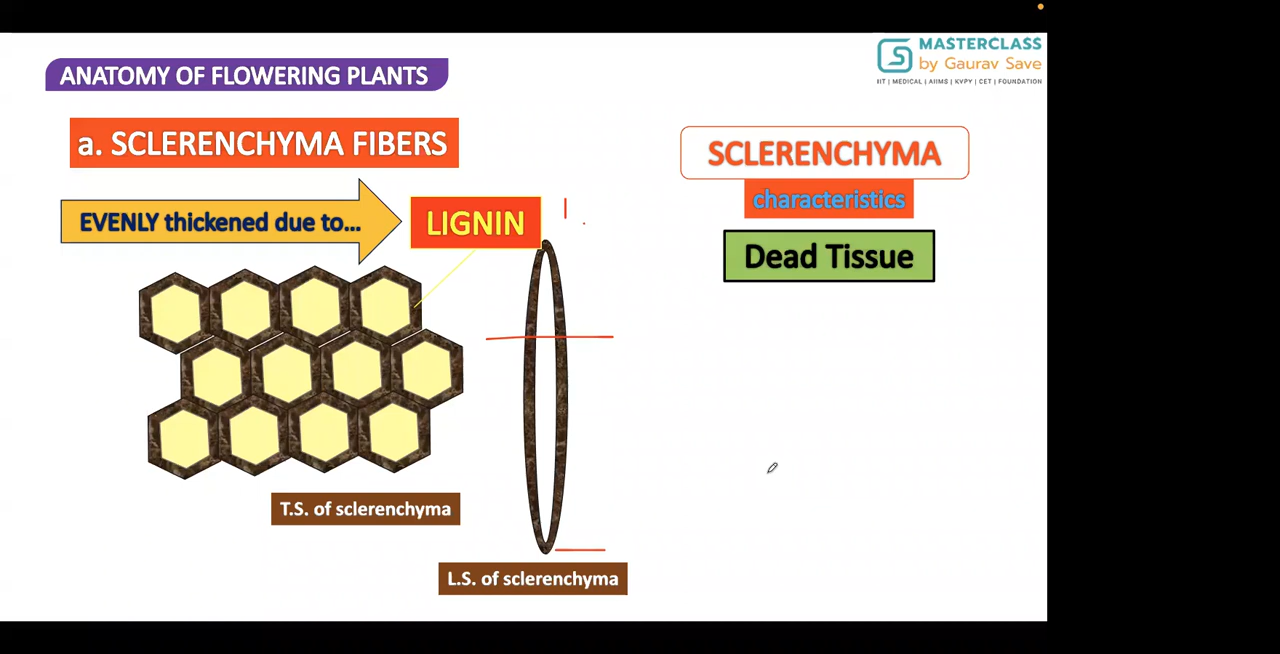 MASTERCLASS
by Gaurav Save
IIT | MEDICAL | AIIMS | KVPY | CET | FOUNDATION
ANATOMY OF FLOWERING PLANTS
a. SCLERENCHYMA FIBERS
SCLERENCHYMA
characteristics
EVENLY thickened due to...
LIGNIN
Dead Tissue
T.S. of sclerenchyma
L.S. of sclerenchyma